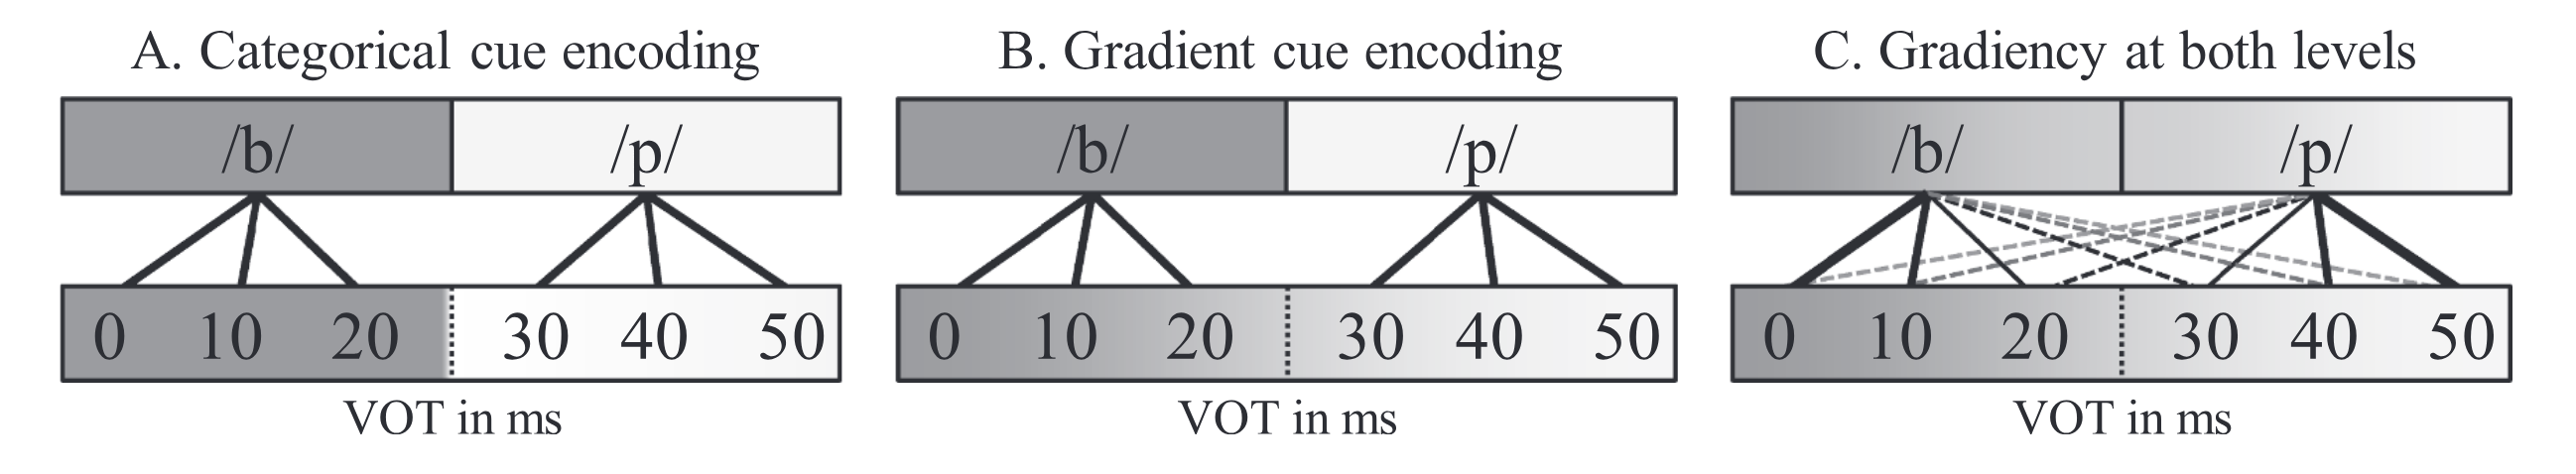 A. Categorical cue encoding
/b/ /p/
0 10 20 30 40 50
VOT in ms
B. Gradient cue encoding
/b/ /p/
0 10 20 30 40 50
VOT in ms
C. Gradiency at both levels
/b/ /p/
0 10 20 30 40 50
VOT in ms